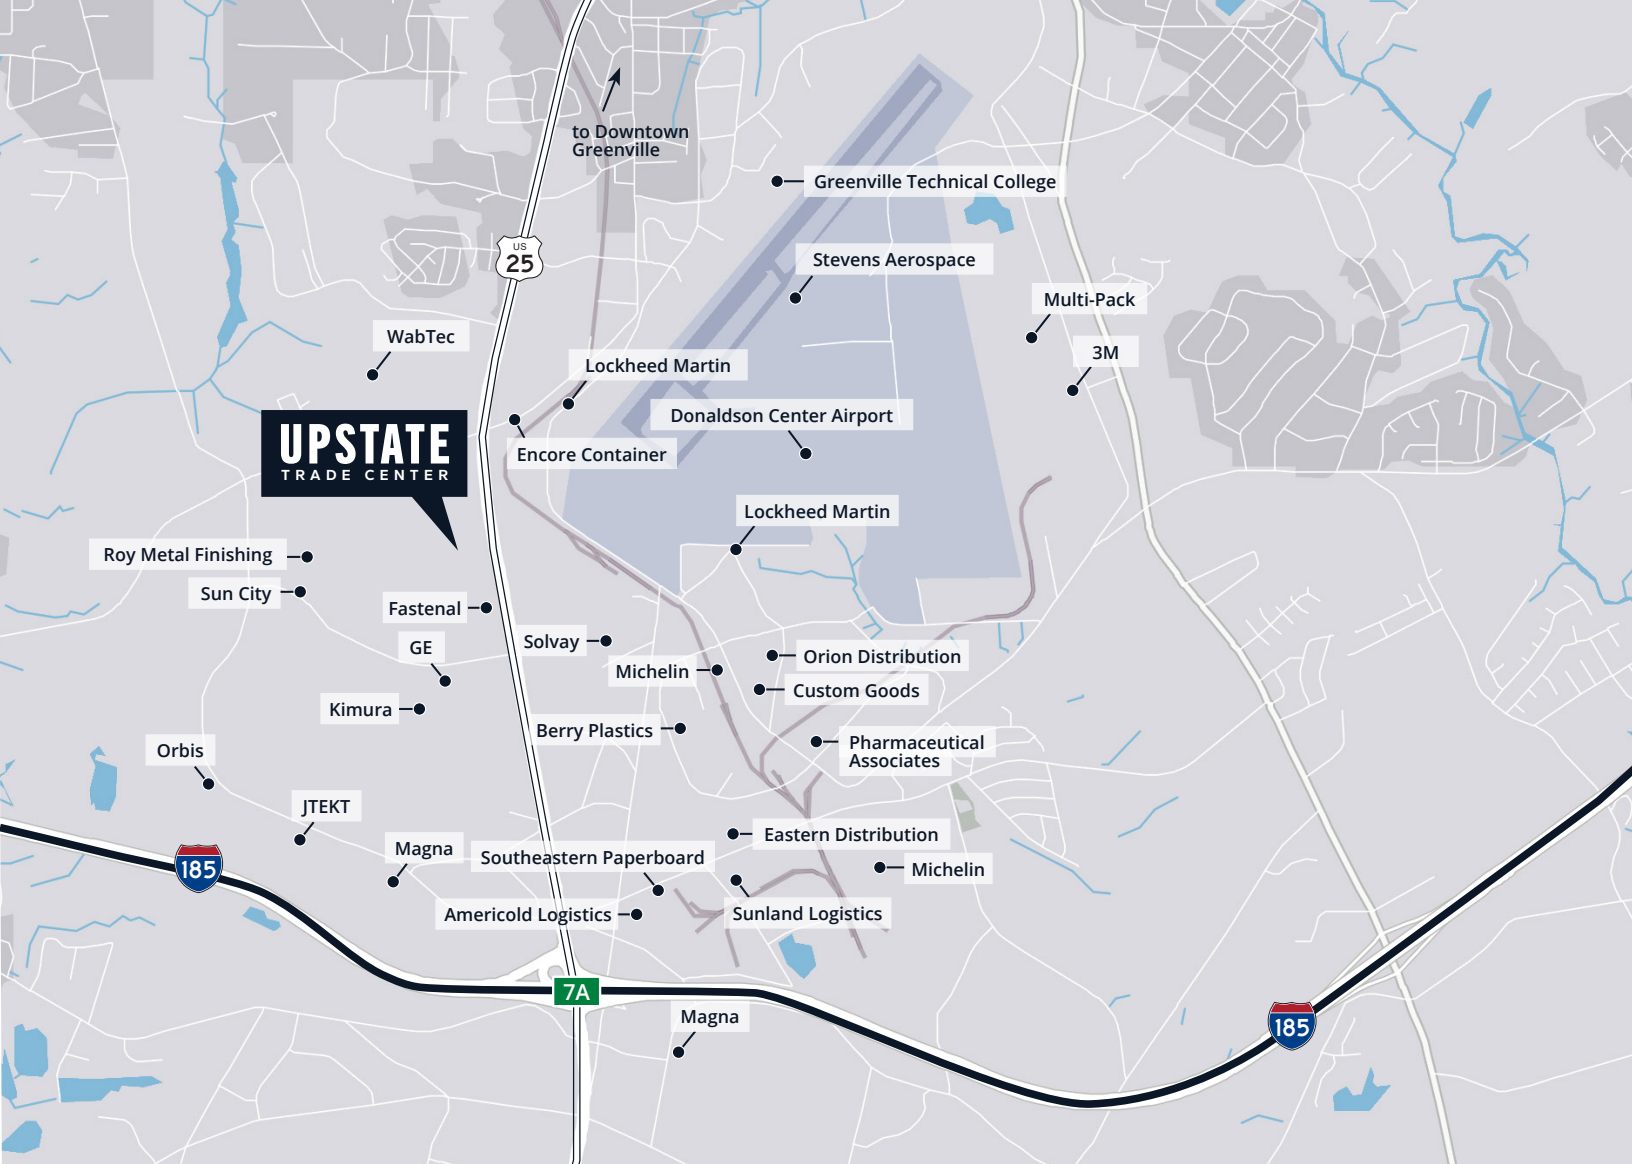 to Downtown
Greenville
Greenville Technical College
US
25
Stevens Aerospace
Multi-Pack
WabTec
3M
Lockheed Martin
Donaldson Center Airport
UPSTATE
TRADE CENTER
Encore Container
Lockheed Martin
Roy Metal Finishing
Sun City
Fastenal
GE
Solvay
Orion Distribution
Michelin
Custom Goods
Kimura
Berry Plastics
Pharmaceutical
Associates
Orbis
JTEKT
Eastern Distribution
Magna
Southeastern Paperboard
185
Michelin
Americold Logistics
Sunland Logistics
7A
Magna
185